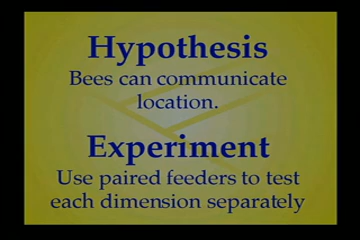 Hypothesis
Bees can communicate
location.
Experiment
Use paired feeders to test
each dimension separately